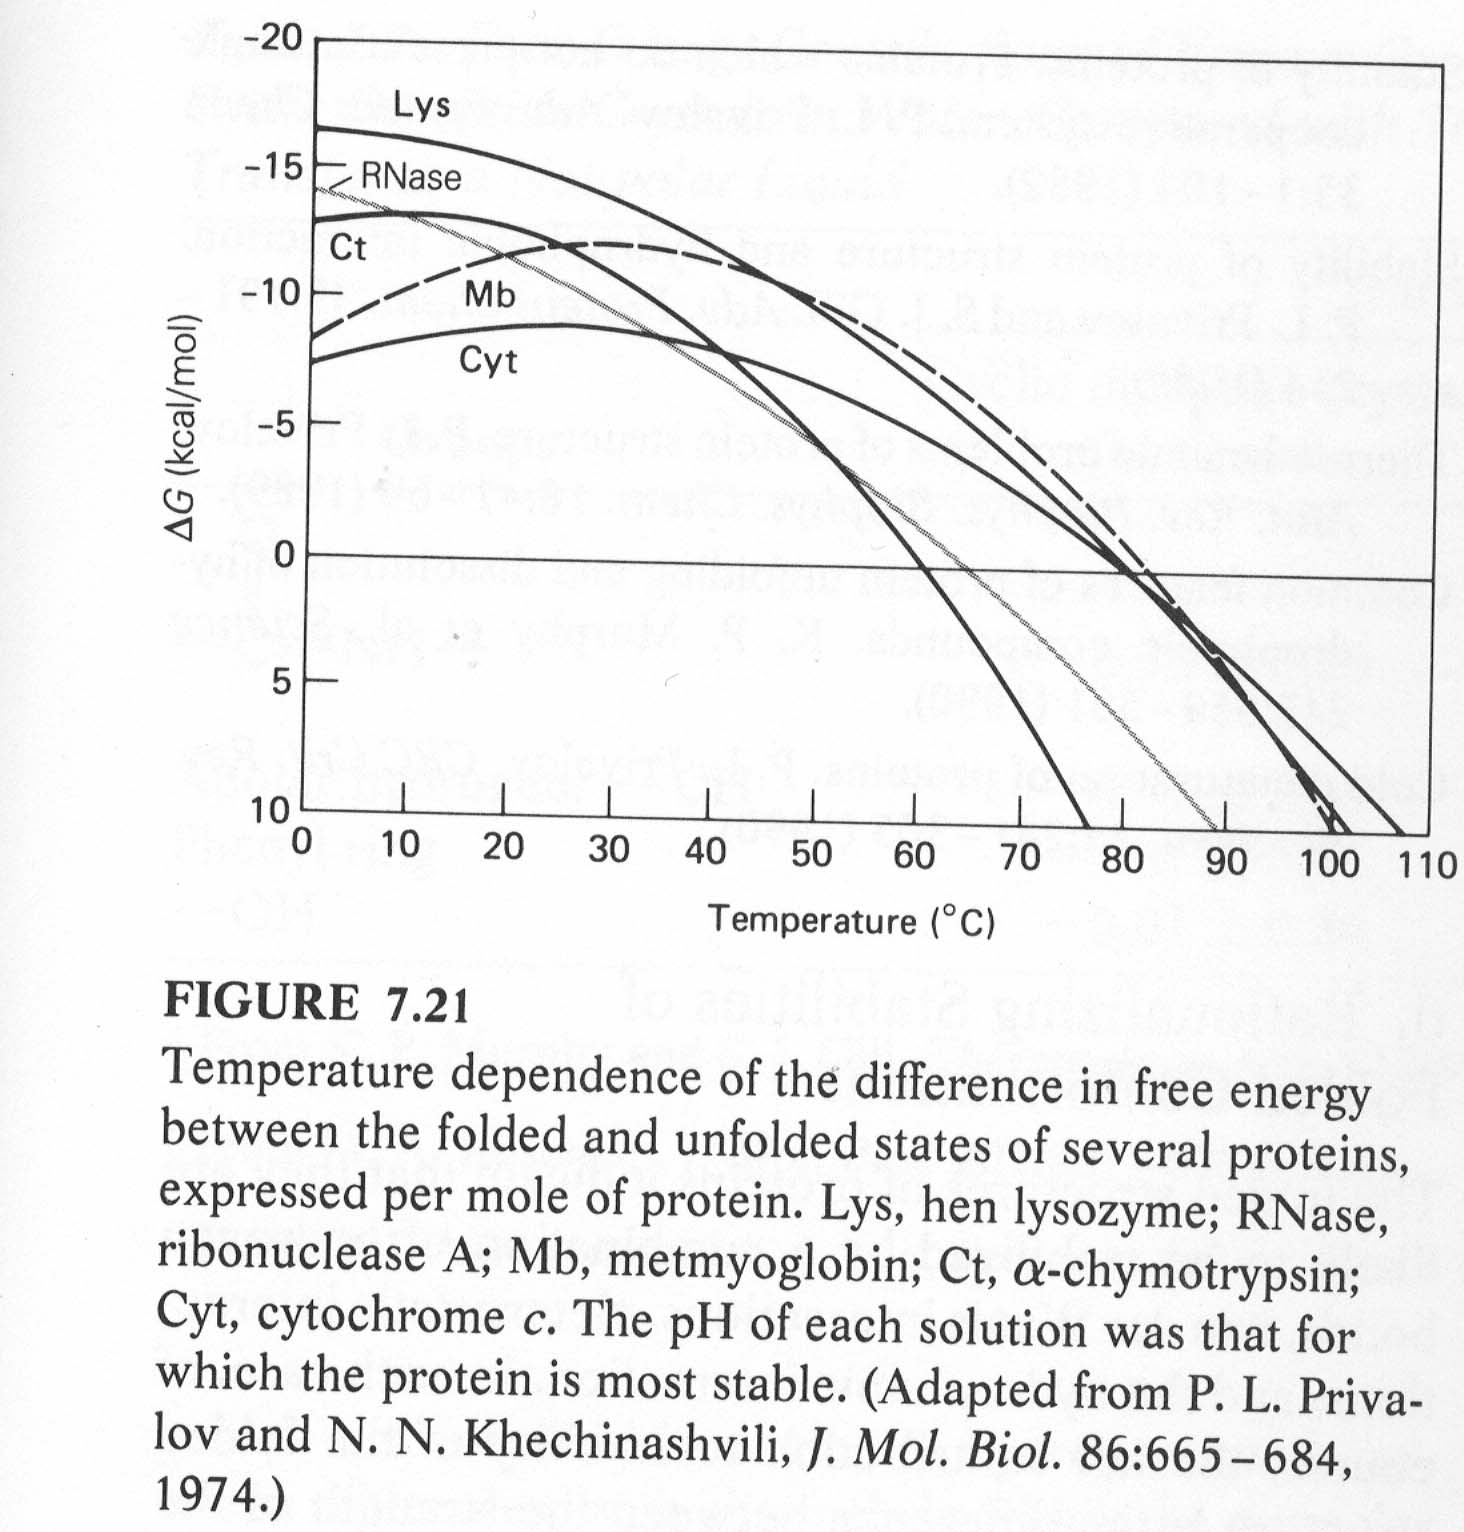 -20
Lys
-15
RNase
Ct
-10
Mb
Cyt
ΔG (kcal/mol)
-5
0
5
10
0 10 20 30 40 50 60 70 80 90 100 110
Temperature (°C)
FIGURE 7.21
Temperature dependence of the difference in free energy
between the folded and unfolded states of several proteins,
expressed per mole of protein. Lys, hen lysozyme; RNase,
ribonuclease A; Mb, metmyoglobin; Ct, α-chymotrypsin;
Cyt, cytochrome c. The pH of each solution was that for
which the protein is most stable. (Adapted from P. L. Priva-
lov and N. N. Khechinashvili, J. Mol. Biol. 86:665–684,
1974.)